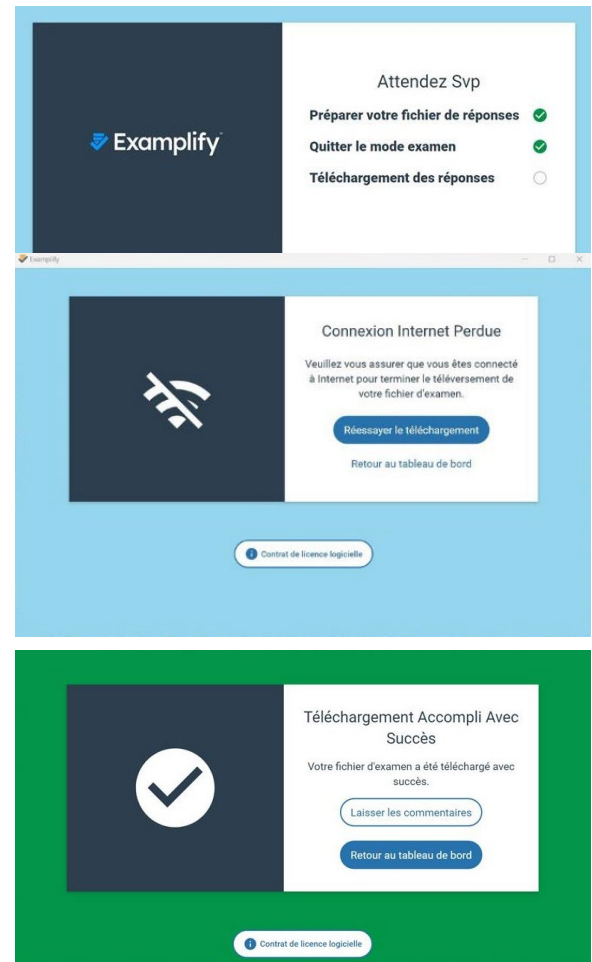 Examplify
Attendez Svp
Préparer votre fichier de réponses
Quitter le mode examen
Téléchargement des réponses
Examplify
Connexion Internet Perdue
Veuillez vous assurer que vous êtes connecté
à Internet pour terminer le téléversement de
votre fichier d'examen.
Réessayer le téléchargement
Retour au tableau de bord
Contrat de licence logicielle
Téléchargement Accompli Avec
Succès
Votre fichier d'examen a été téléchargé avec
succès.
Laisser les commentaires
Retour au tableau de bord
Contrat de licence logicielle